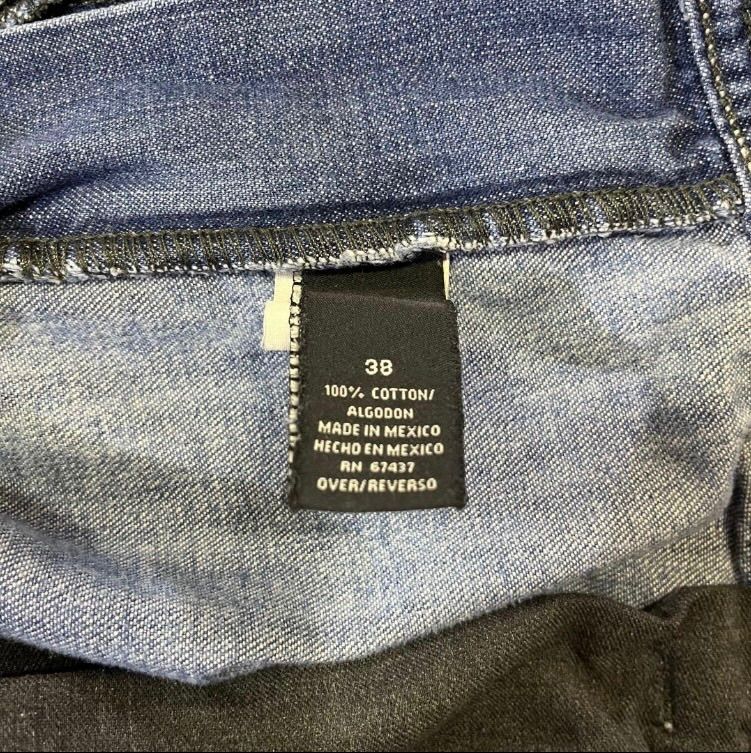 38
100% COTTON/
ALGODON
MADE IN MEXICO
HECHO EN MEXICO
RN 67437
OVER/REVERSO